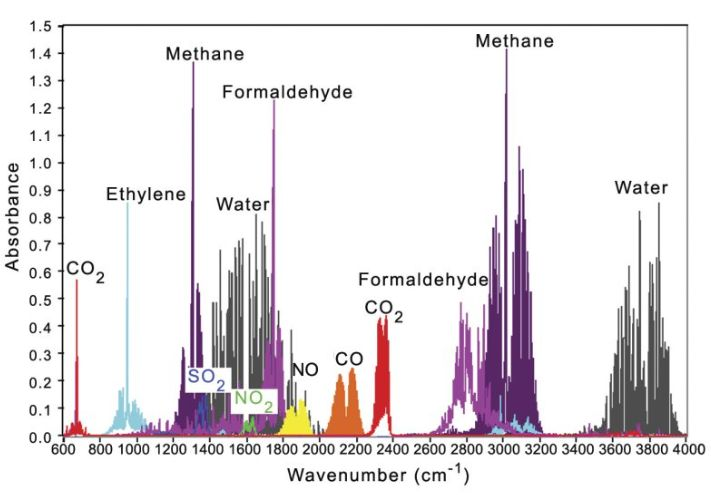 1.5
1.4
1.3
1.2
1.1
1.0
0.9
0.8
0.7
0.6
0.5
0.4
0.3
0.2
0.1
0.0
Absorbance
Methane
Methane
Formaldehyde
Ethylene
Water
Water
CO2
Formaldehyde
CO2
SO2
NO
CO
NO2
600 1000 1200 1400 1600 1800 2000 2200 2400 2600 2800 3000 3200 3400 3600 3800 4000
Wavenumber (cm-1)